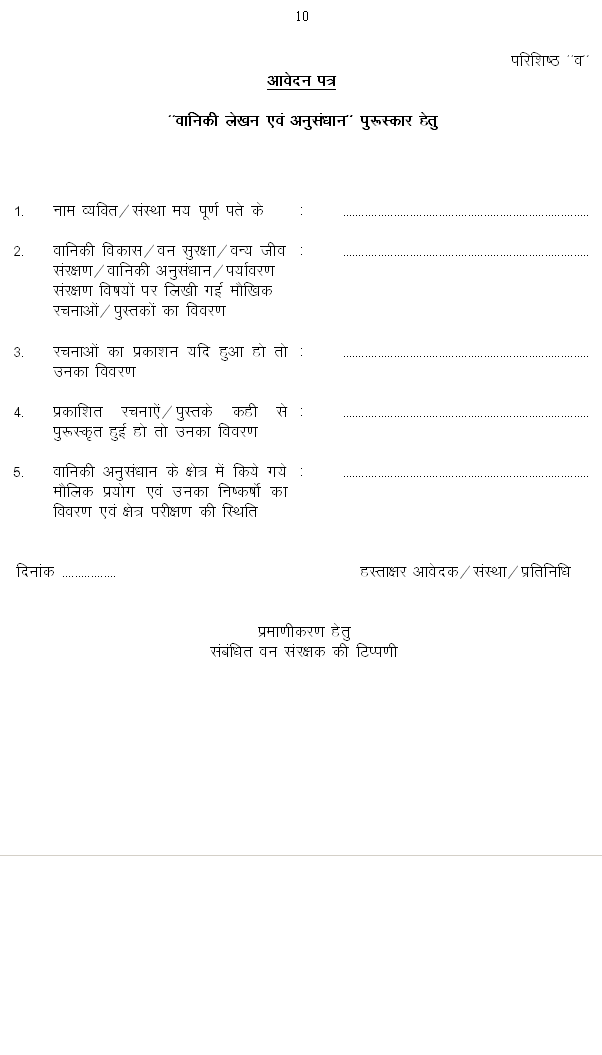 10
परिशिष्ठ ''व''
आवेदन पत्र
''वानिकी लेखन एवं अनुसंधान'' पुरूस्कार हेतु
1. नाम व्यक्ति/संस्था मय पूर्ण पते के : ......................................................................
2. वानिकी विकास/वन सुरक्षा/वन्य जीव : ......................................................................
संरक्षण/वानिकी अनुसंधान/पर्यावरण
संरक्षण विषयों पर लिखी गई मौखिक
रचनाओं/पुस्तकों का विवरण
3. रचनाओं का प्रकाशन यदि हुआ हो तो : ......................................................................
उनका विवरण
4. प्रकाशित रचनाऐं/पुस्तके कही से : ......................................................................
पुरूस्कृत हुई हो तो उनका विवरण
5. वानिकी अनुसंधान के क्षेत्र में किये गये : ......................................................................
मौलिक प्रयोग एवं उनका निष्कर्षो का
विवरण एवं क्षेत्र परीक्षण की स्थिति
दिनांक ................. हस्ताक्षर आवेदक/संस्था/प्रतिनिधि
प्रमाणीकरण हेतु
संबंधित वन संरक्षक की टिप्पणी